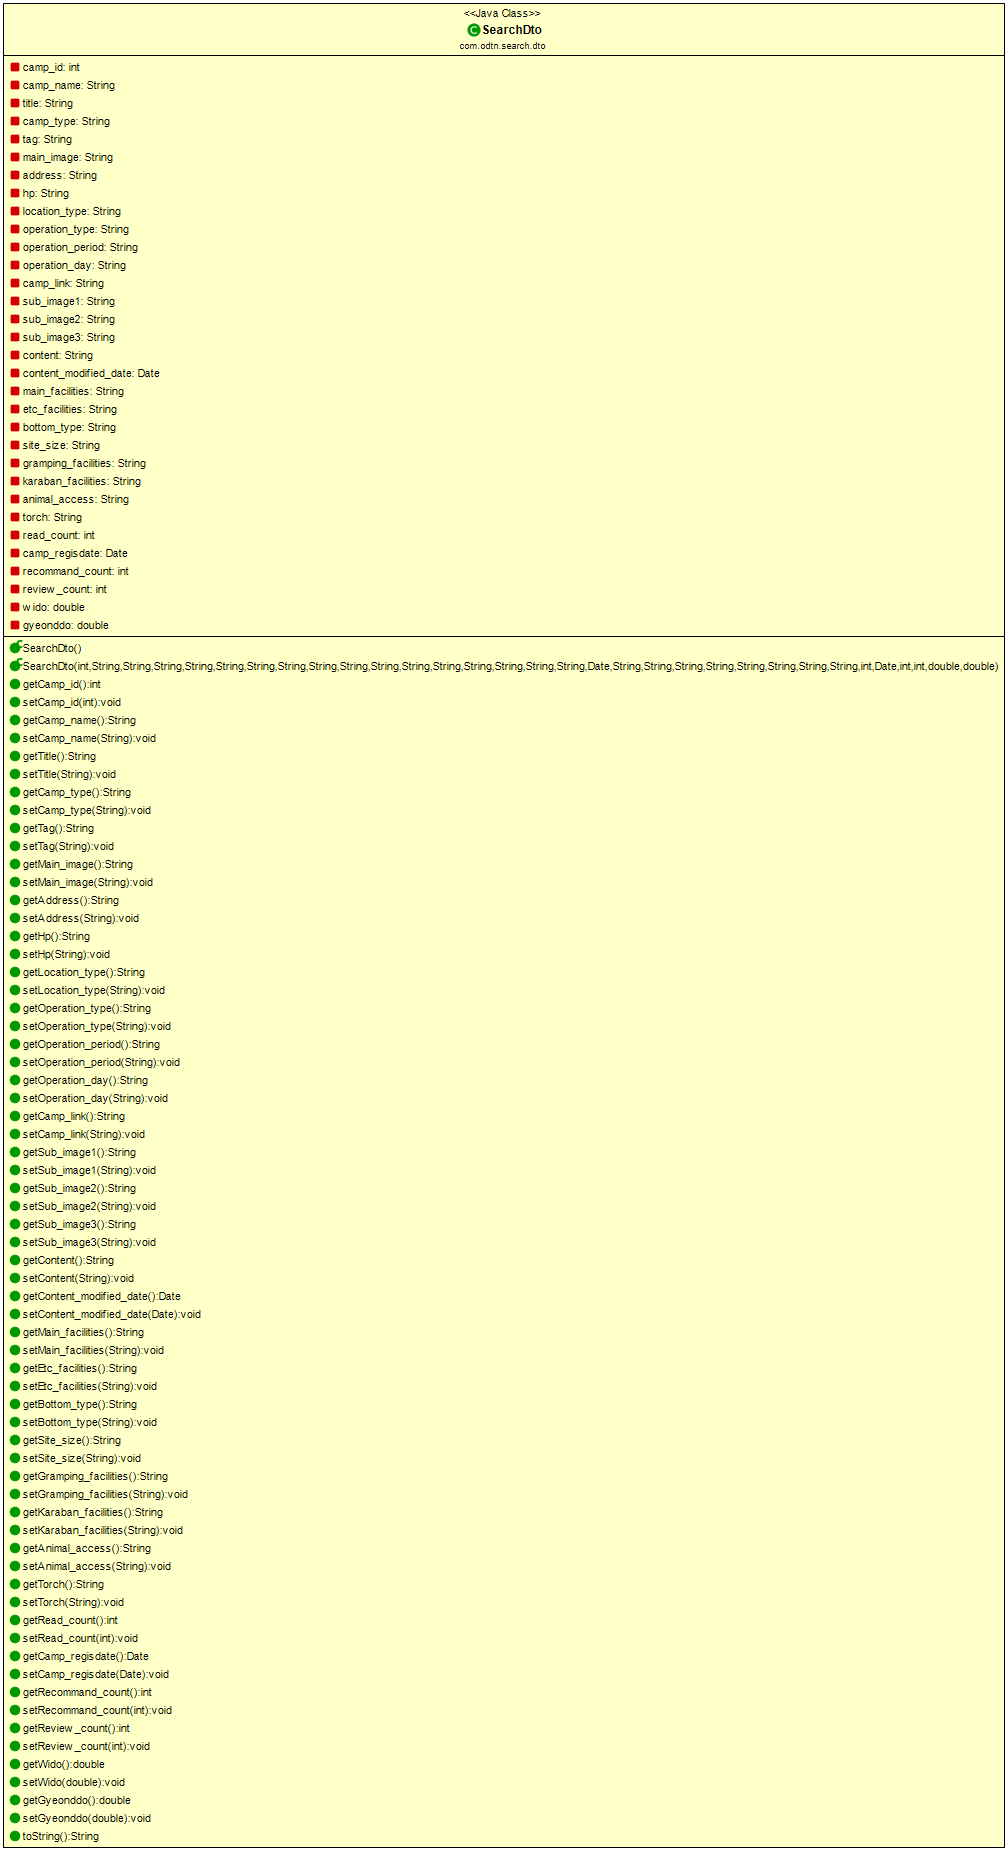 <<Java Class>>
SearchDto
com.odtn.search.dto
camp_id: int
camp_name: String
title: String
camp_type: String
tag: String
main_image: String
address: String
hp: String
location_type: String
operation_type: String
operation_period: String
operation_day: String
camp_link: String
sub_image1: String
sub_image2: String
sub_image3: String
content: String
content_modified_date: Date
main_facilities: String
etc_facilities: String
bottom_type: String
site_size: String
gramping_facilities: String
karaban_facilities: String
animal_access: String
torch: String
read_count: int
camp_regisdate: Date
recommand_count: int
review_count: int
wido: double
gyeonddo: double
SearchDto()
SearchDto(int,String,String,String,String,String,String,String,String,String,String,String,String,String,String,String,String,Date,String,String,String,String,String,String,String,String,int,Date,int,int,double,double)
getCamp_id():int
setCamp_id(int):void
getCamp_name():String
setCamp_name(String):void
getTitle():String
setTitle(String):void
getCamp_type():String
setCamp_type(String):void
getTag():String
setTag(String):void
getMain_image():String
setMain_image(String):void
getAddress():String
setAddress(String):void
getHp():String
setHp(String):void
getLocation_type():String
setLocation_type(String):void
getOperation_type():String
setOperation_type(String):void
getOperation_period():String
setOperation_period(String):void
getOperation_day():String
setOperation_day(String):void
getCamp_link():String
setCamp_link(String):void
getSub_image1():String
setSub_image1(String):void
getSub_image2():String
setSub_image2(String):void
getSub_image3():String
setSub_image3(String):void
getContent():String
setContent(String):void
getContent_modified_date():Date
setContent_modified_date(Date):void
getMain_facilities():String
setMain_facilities(String):void
getEtc_facilities():String
setEtc_facilities(String):void
getBottom_type():String
setBottom_type(String):void
getSite_size():String
setSite_size(String):void
getGramping_facilities():String
setGramping_facilities(String):void
getKaraban_facilities():String
setKaraban_facilities(String):void
getAnimal_access():String
setAnimal_access(String):void
getTorch():String
setTorch(String):void
getRead_count():int
setRead_count(int):void
getCamp_regisdate():Date
setCamp_regisdate(Date):void
getRecommand_count():int
setRecommand_count(int):void
getReview_count():int
setReview_count(int):void
getWido():double
setWido(double):void
getGyeonddo():double
setGyeonddo(double):void
toString():String